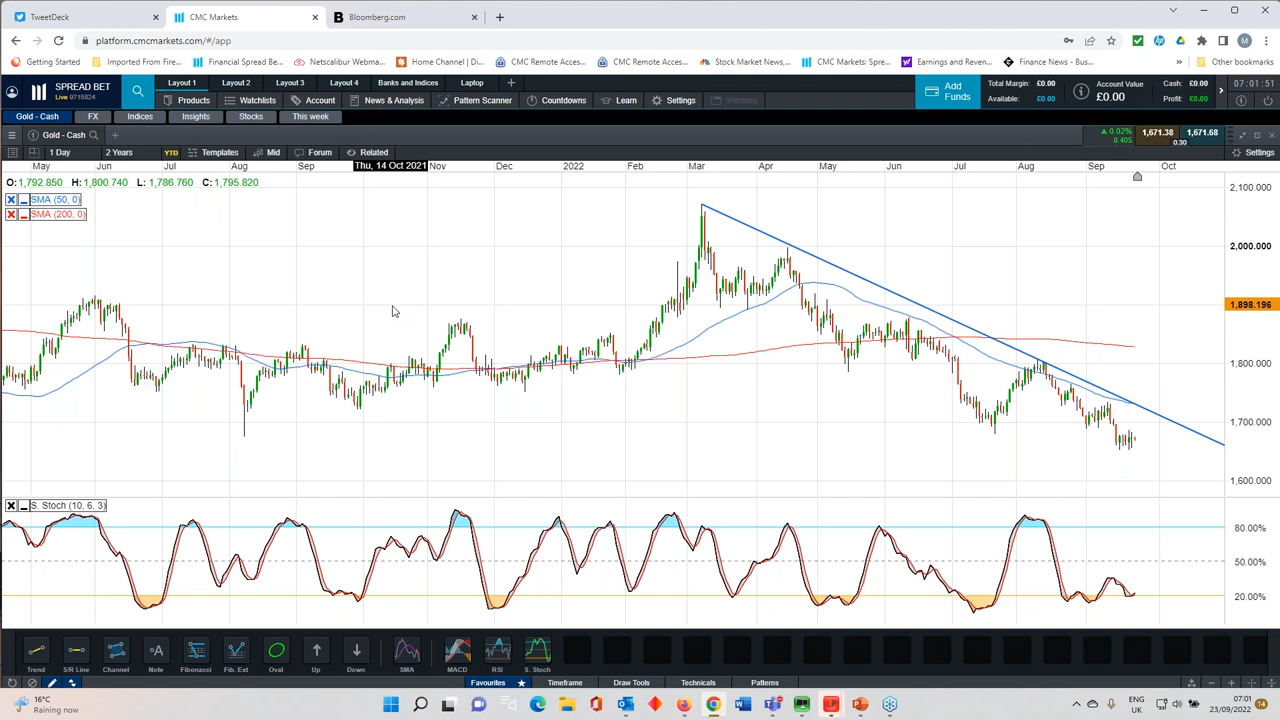 TweetDeck
CMC Markets
Bloomberg.com
platform.cmcmarkets.com/#/app
Getting Started
Imported From Fire...
Financial Spread Be...
Netscalibur Webmai...
Home Channel | Di...
CMC Remote Acces...
CMC Remote Acces...
Stock Market News,...
CMC Markets: Spre...
Earnings and Reven...
Finance News - Bus...
Other bookmarks
SPREAD BET
Live 9715824
Layout 1
Layout 2
Layout 3
Layout 4
Banks and Indices
Laptop
Products
Watchlists
Account
News & Analysis
Pattern Scanner
Countdowns
Learn
Settings
Windows
Add Funds
Total Margin: £0.00
Available: £0.00
Account Value
£0.00
Cash: £0.00
Profit: £0.00
07:01:51
Gold - Cash
FX
Indices
Insights
Stocks
This week
Gold - Cash
0.02%
0.405
1,671.38
1,671.68
0.30
1 Day
2 Years
YTD
Templates
Mid
Forum
Related
Settings
May
Jun
Jul
Aug
Sep
Thu, 14 Oct 2021
Nov
Dec
2022
Feb
Mar
Apr
May
Jun
Jul
Aug
Sep
Oct
O: 1,792.850 H: 1,800.740 L: 1,786.760 C: 1,795.820
SMA (50, 0)
SMA (200, 0)
2,100.000
2,000.000
1,898.196
1,800.000
1,700.000
1,600.000
S. Stoch (10, 6, 3)
80.00%
50.00%
20.00%
Trend
S/R Line
Channel
Note
Fibonacci
Fib. Ext
Oval
Up
Down
SMA
MACD
RSI
S. Stoch
Favourites
Timeframe
Draw Tools
Technicals
Patterns
16°C
Raining now
ENG
UK
07:01
23/09/2022